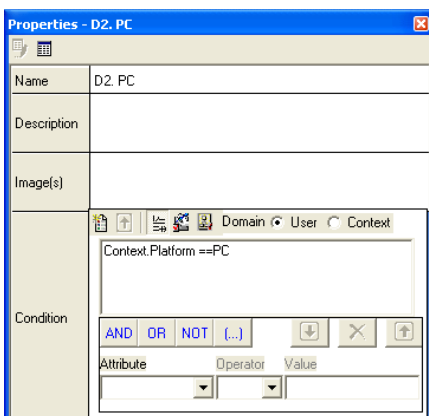 Properties - D2. PC
Name D2. PC
Description
Image(s)
Domain User Context
Context.Platform ==PC
Condition
AND OR NOT (...)
Attribute Operator Value